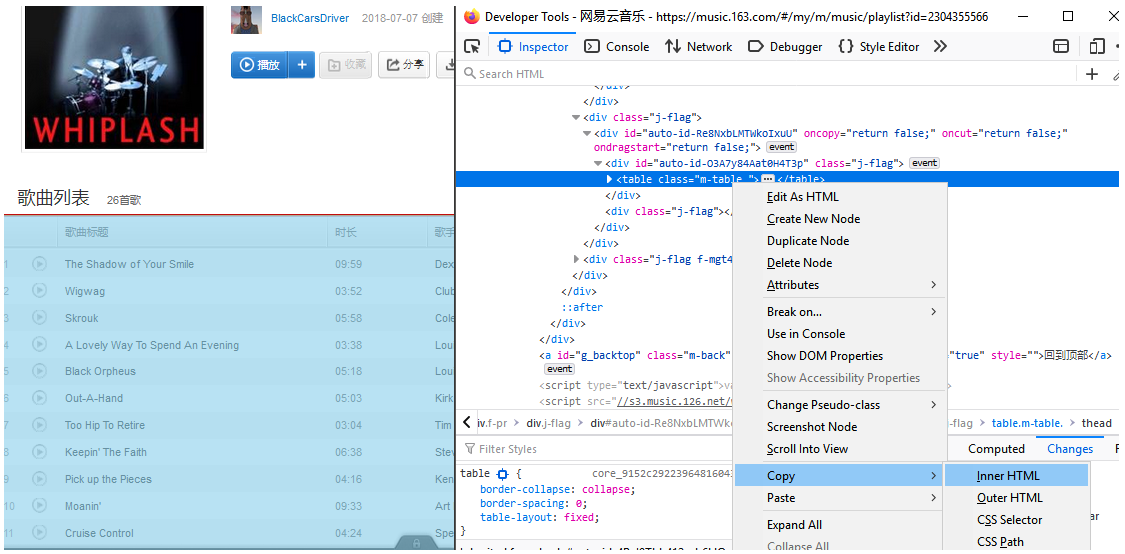 BlackCarsDriver 2018-07-07 创建
播放 + 收藏 分享
WHIPLASH
歌曲列表 26首歌
歌曲标题 时长 歌手
1 The Shadow of Your Smile 09:59 Dex
2 Wigwag 03:52 Club
3 Skrouk 05:58 Cole
4 A Lovely Way To Spend An Evening 03:38 Lou
5 Black Orpheus 05:18 Lou
6 Out-A-Hand 05:03 Kirk
7 Too Hip To Retire 03:04 Tim
8 Keepin' The Faith 06:38 Stev
9 Pick up the Pieces 04:16 Ken
10 Moanin' 09:33 Art
11 Cruise Control 04:24 Spe
Developer Tools - 网易云音乐 - https://music.163.com/#/my/m/music/playlist?id=2304355566
Inspector Console Network Debugger Style Editor
Search HTML
</div>
</div>
<div class="j-flag">
<div id="auto-id-Re8NxbLMTWkoIxuU" oncopy="return false;" oncut="return false;"
ondragstart="return false;"> event
<div id="auto-id-O3A7y84Aat0H4T3p" class="j-flag"> event
<table class="m-table "> ••• </table>
</div>
<div class="j-flag"></
</div>
</div>
<div class="j-flag f-mgt4
</div>
</div>
::after
</div>
</div>
<a id="g_backtop" class="m-back" ="true" style="">回到顶部</a>
event
<script type="text/javascript">va >
<script src="//s3.music.126.net/
Edit As HTML
Create New Node
Duplicate Node
Delete Node
Attributes
Break on...
Use in Console
Show DOM Properties
Show Accessibility Properties
Change Pseudo-class
Screenshot Node
Scroll Into View
Copy
Paste
Expand All
Collapse All
Inner HTML
Outer HTML
CSS Selector
CSS Path
iv.f-pr div.j-flag div#auto-id-Re8NxbLMTWk -flag table.m-table. thead
Filter Styles
Computed Changes
table { core_9152c2922396481604
border-collapse: collapse;
border-spacing: 0;
table-layout: fixed;
}
ar